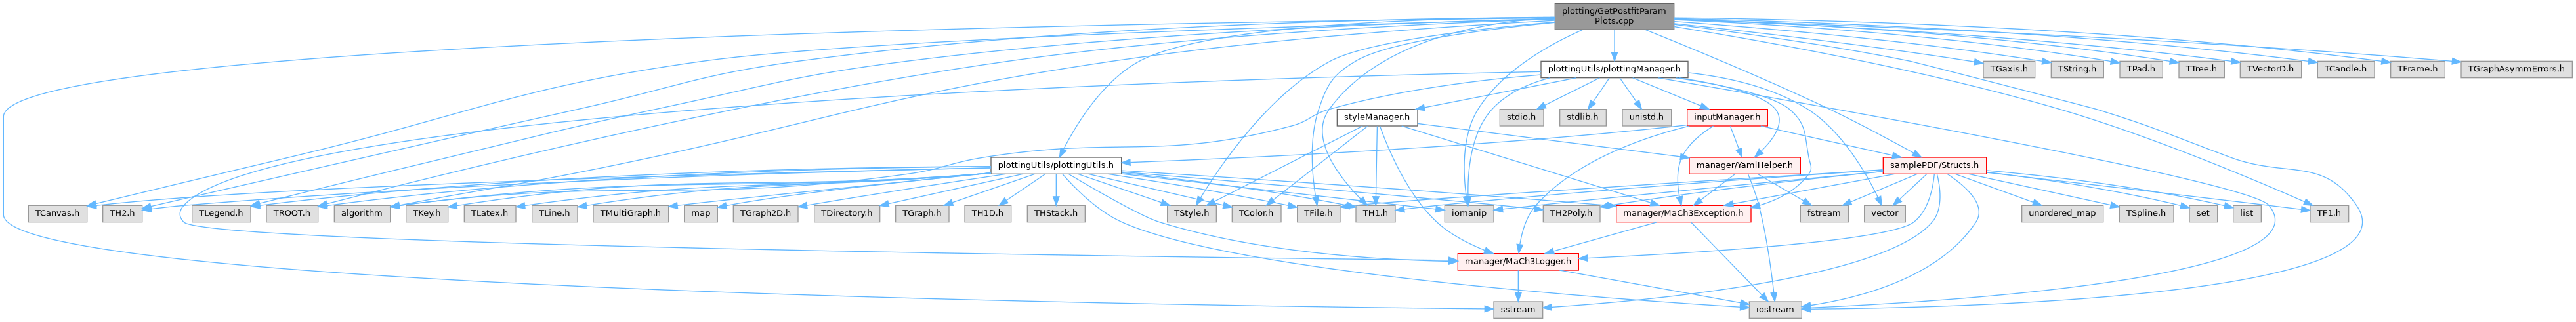 plotting/GetPostfitParam
Plots.cpp
plottingUtils/plottingManager.h
TGaxis.h
TString.h
TPad.h
TTree.h
TVectorD.h
TCandle.h
TFrame.h
TGraphAsymmErrors.h
styleManager.h
stdio.h
stdlib.h
unistd.h
inputManager.h
plottingUtils/plottingUtils.h
manager/YamlHelper.h
samplePDF/Structs.h
TCanvas.h
TH2.h
TLegend.h
TROOT.h
algorithm
TKey.h
TLatex.h
TLine.h
TMultiGraph.h
map
TGraph2D.h
TDirectory.h
TGraph.h
TH1D.h
THStack.h
TStyle.h
TColor.h
TFile.h
TH1.h
iomanip
TH2Poly.h
manager/MaCh3Exception.h
fstream
vector
unordered_map
TSpline.h
set
list
TF1.h
manager/MaCh3Logger.h
sstream
iostream